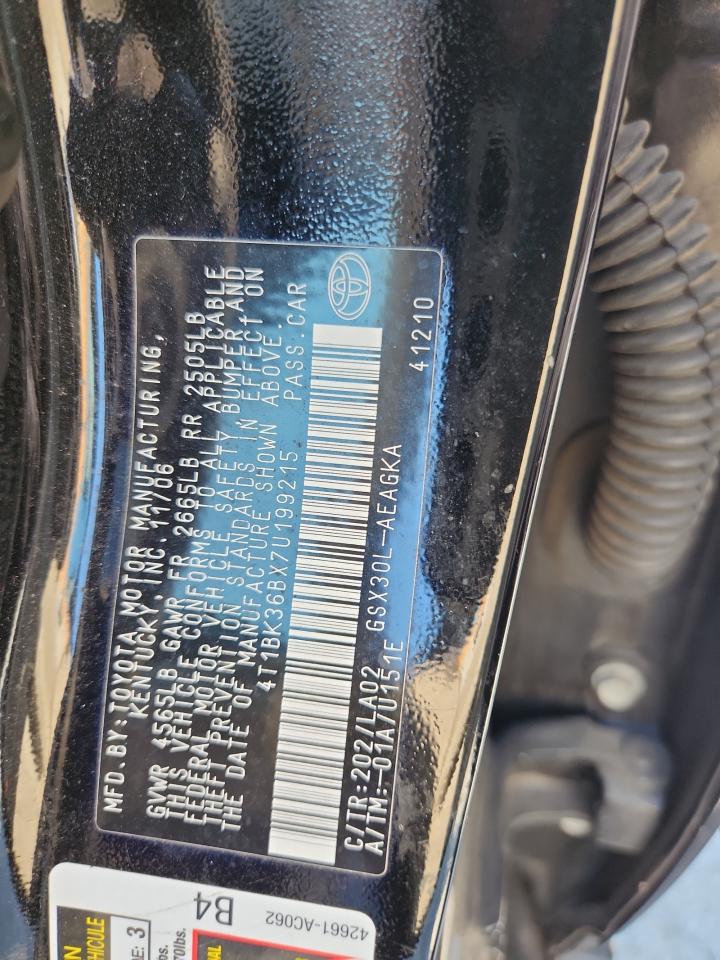 MFD. BY: TOYOTA MOTOR MANUFACTURING,
KENTUCKY, INC. 11/06
GVWR 4565LB GAWR FR 2665LB RR 2505LB
THIS VEHICLE CONFORMS TO ALL APPLICABLE
FEDERAL MOTOR VEHICLE SAFETY BUMPER AND
THEFT PREVENTION STANDARDS IN EFFECT ON
THE DATE OF MANUFACTURE SHOWN ABOVE.
4T1BK36BX7U199215 PASS.CAR
C/TR:202/LA02 GSX30L-AEAGKA 41210
A/TM:-01A/U151E
B4
42661-AC062
3
lbs.